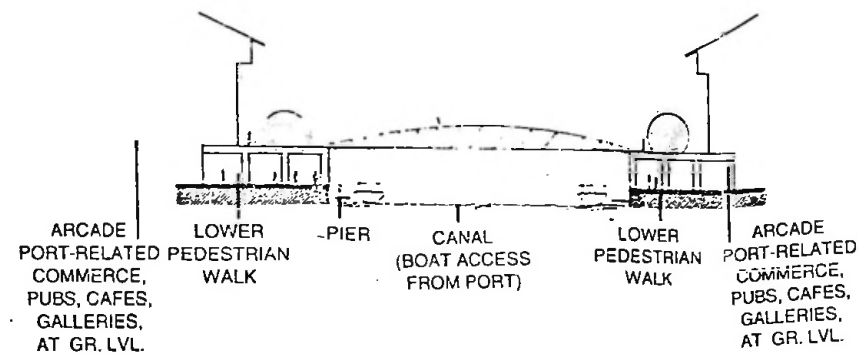 ARCADE
PORT-RELATED
COMMERCE,
PUBS, CAFES,
GALLERIES,
AT GR. LVL.
LOWER
PEDESTRIAN
WALK
PIER
CANAL
(BOAT ACCESS
FROM PORT)
LOWER
PEDESTRIAN
WALK
ARCADE
PORT-RELATED
COMMERCE,
PUBS, CAFES,
GALLERIES,
AT GR. LVL.